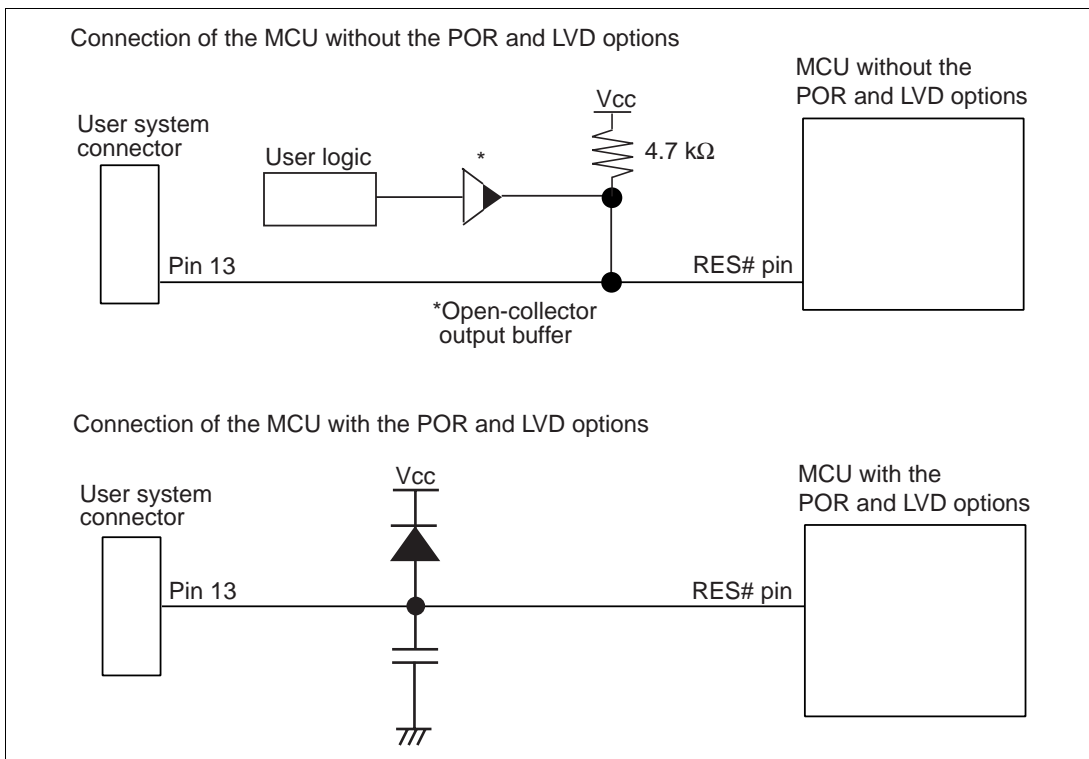 Connection of the MCU without the POR and LVD options
MCU without the
POR and LVD options
Vcc
User system
connector
User logic
*
4.7 kΩ
Pin 13
RES# pin
*Open-collector
output buffer
Connection of the MCU with the POR and LVD options
Vcc
MCU with the
POR and LVD options
User system
connector
Pin 13
RES# pin